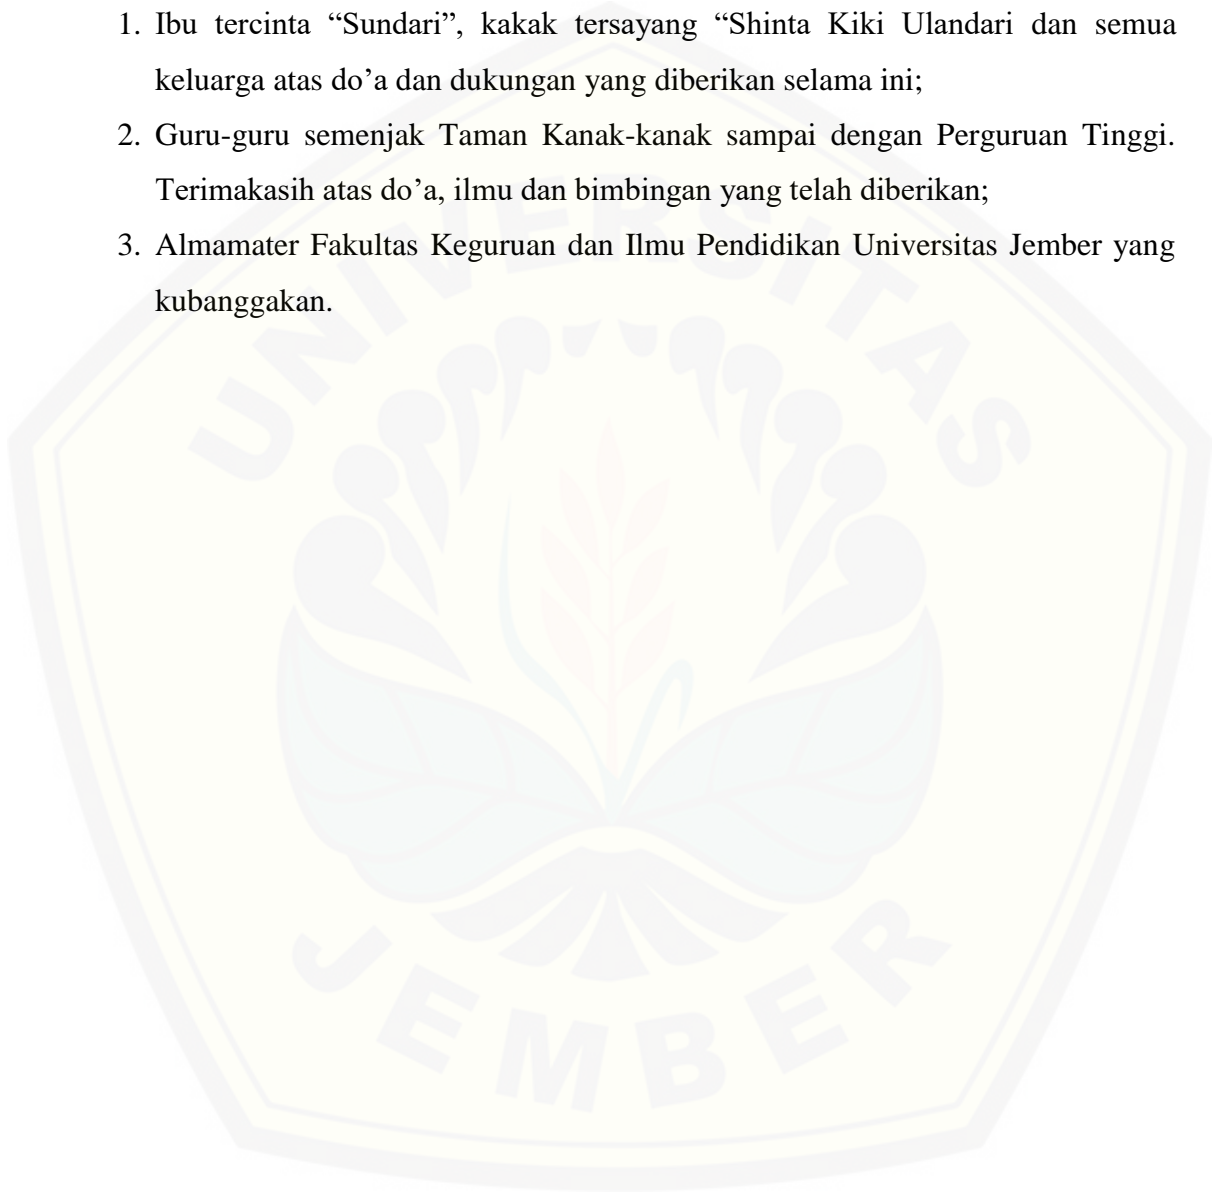 1. Ibu tercinta “Sundari”, kakak tersayang “Shinta Kiki Ulandari dan semua
keluarga atas do’a dan dukungan yang diberikan selama ini;
2. Guru-guru semenjak Taman Kanak-kanak sampai dengan Perguruan Tinggi.
Terimakasih atas do’a, ilmu dan bimbingan yang telah diberikan;
3. Almamater Fakultas Keguruan dan Ilmu Pendidikan Universitas Jember yang
kubanggakan.
UNIVERSITAS
JEMBER